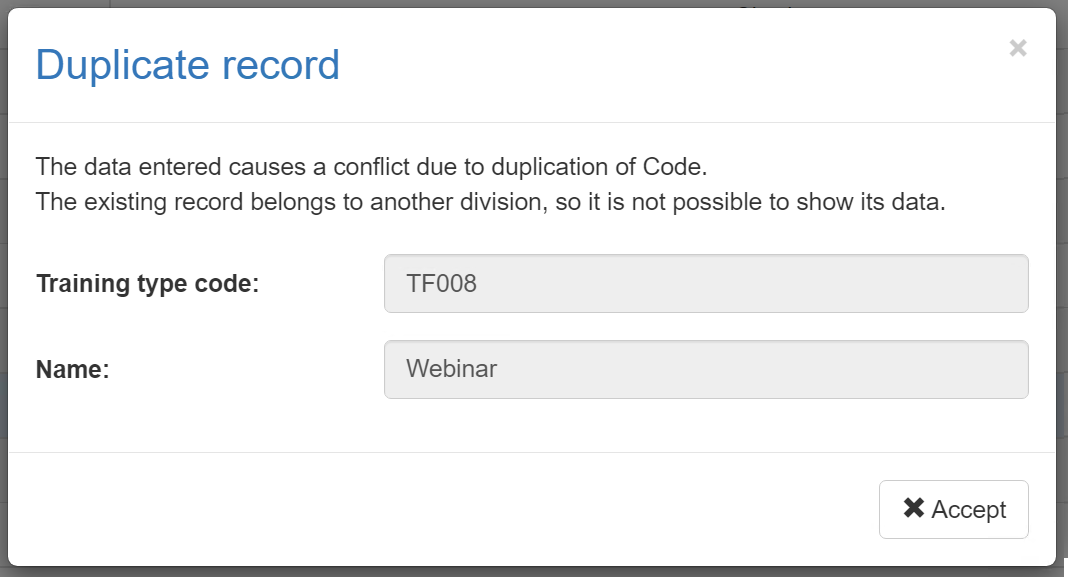 Duplicate record
×
The data entered causes a conflict due to duplication of Code.
The existing record belongs to another division, so it is not possible to show its data.
Training type code: TF008
Name: Webinar
✖ Accept